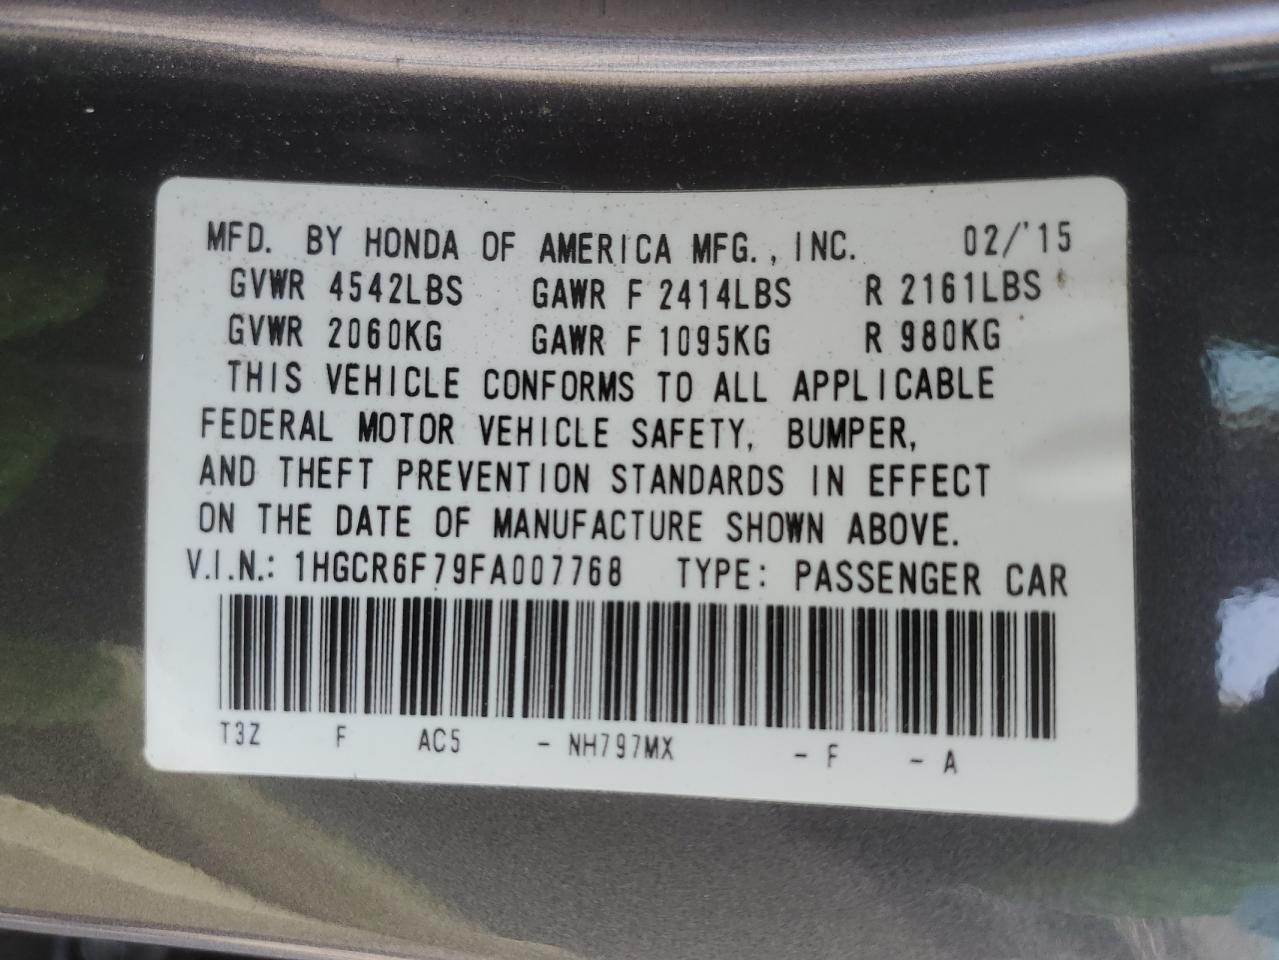 MFD. BY HONDA OF AMERICA MFG., INC. 02/'15
GVWR 4542LBS GAWR F 2414LBS R 2161LBS
GVWR 2060KG GAWR F 1095KG R 980KG
THIS VEHICLE CONFORMS TO ALL APPLICABLE
FEDERAL MOTOR VEHICLE SAFETY, BUMPER,
AND THEFT PREVENTION STANDARDS IN EFFECT
ON THE DATE OF MANUFACTURE SHOWN ABOVE.
V.I.N.: 1HGCR6F79FA007768 TYPE: PASSENGER CAR
T3Z F AC5 - NH797MX - F - A